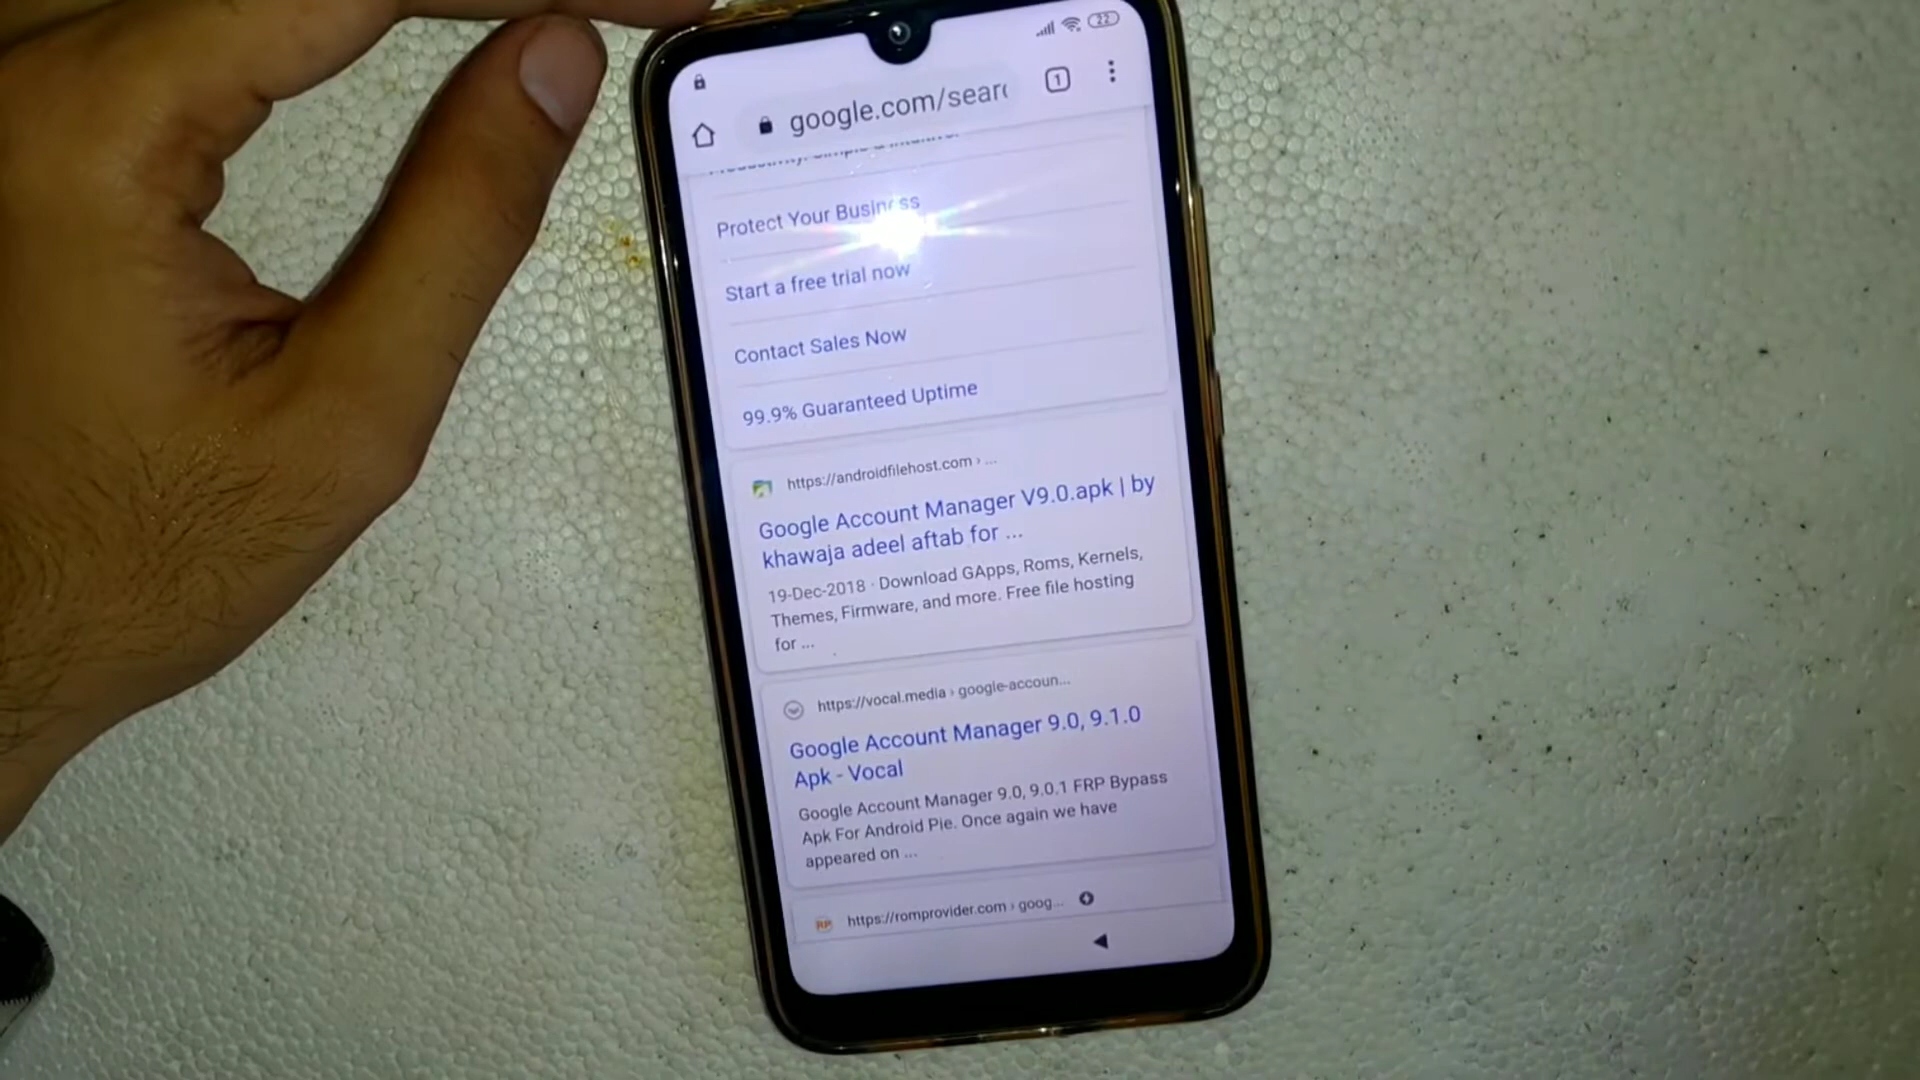 22
google.com/sear
1
Protect Your Business
Start a free trial now
Contact Sales Now
99.9% Guaranteed Uptime
https://androidfilehost.com › ...
Google Account Manager V9.0.apk | by
khawaja adeel aftab for ...
19-Dec-2018 · Download GApps, Roms, Kernels,
Themes, Firmware, and more. Free file hosting
for ...
https://vocal.media › google-accoun...
Google Account Manager 9.0, 9.1.0
Apk - Vocal
Google Account Manager 9.0, 9.0.1 FRP Bypass
Apk For Android Pie. Once again we have
appeared on ...
RP https://romprovider.com › goog...